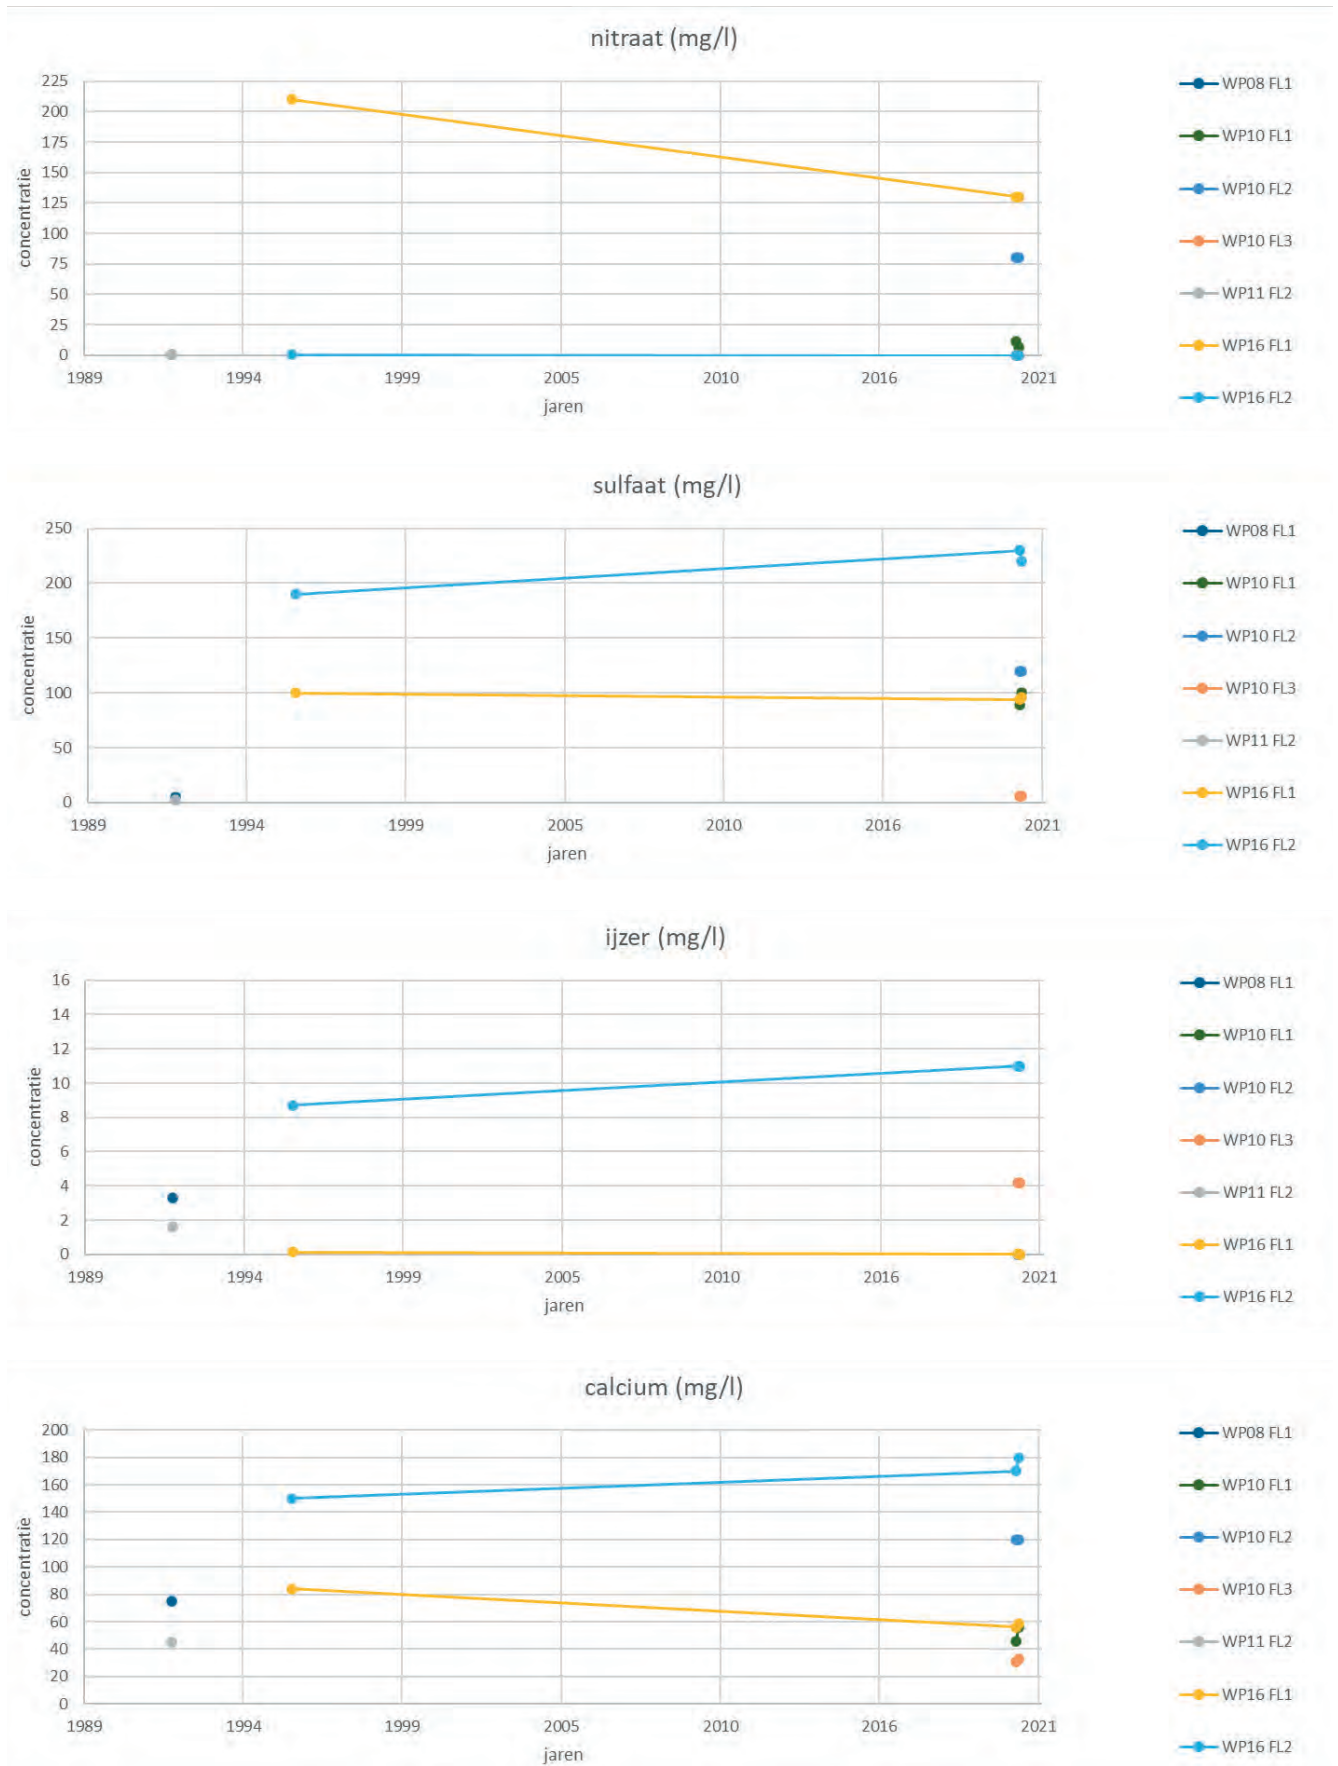 nitraat (mg/l)
225
200
175
150
125
100
75
50
25
0
concentratie
1989 1994 1999 2005 2010 2016 2021
jaren
WP08 FL1
WP10 FL1
WP10 FL2
WP10 FL3
WP11 FL2
WP16 FL1
WP16 FL2
sulfaat (mg/l)
250
200
150
100
50
0
concentratie
1989 1994 1999 2005 2010 2016 2021
jaren
WP08 FL1
WP10 FL1
WP10 FL2
WP10 FL3
WP11 FL2
WP16 FL1
WP16 FL2
ijzer (mg/l)
16
14
12
10
8
6
4
2
0
concentratie
1989 1994 1999 2005 2010 2016 2021
jaren
WP08 FL1
WP10 FL1
WP10 FL2
WP10 FL3
WP11 FL2
WP16 FL1
WP16 FL2
calcium (mg/l)
200
180
160
140
120
100
80
60
40
20
0
concentratie
1989 1994 1999 2005 2010 2016 2021
jaren
WP08 FL1
WP10 FL1
WP10 FL2
WP10 FL3
WP11 FL2
WP16 FL1
WP16 FL2